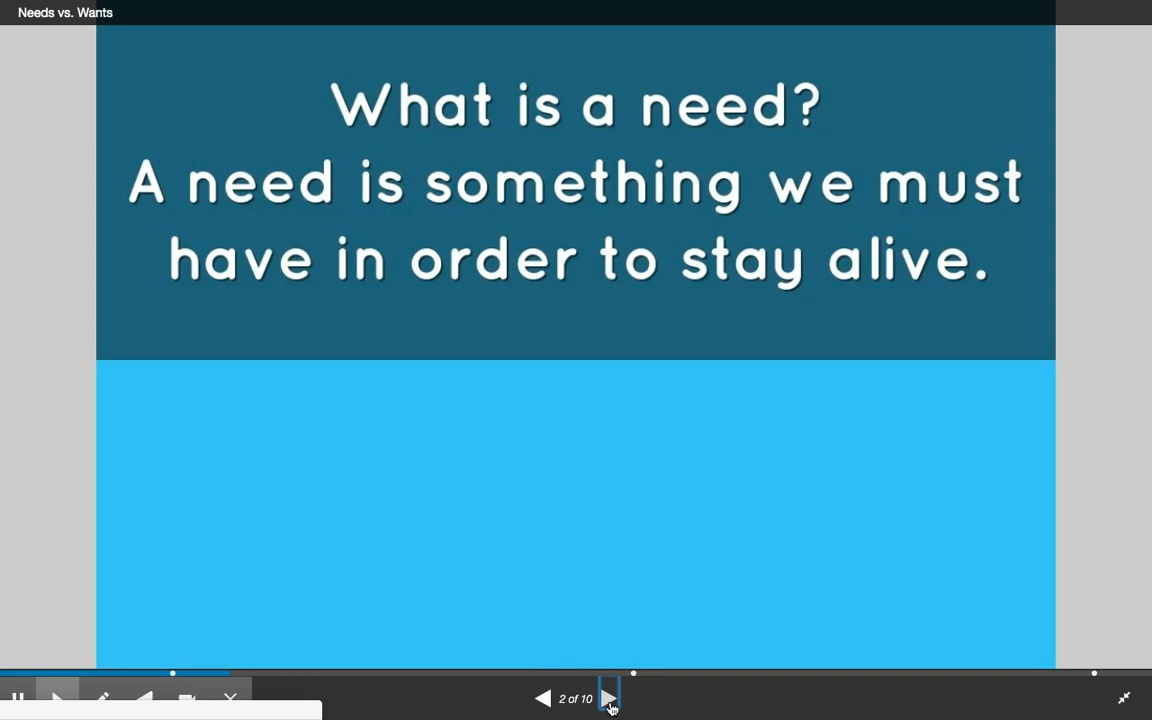 Needs vs. Wants
What is a need?
A need is something we must
have in order to stay alive.
2 of 10